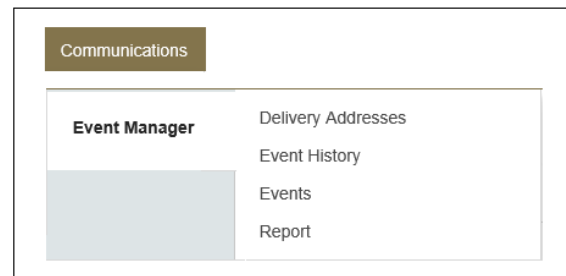 Communications
Event Manager
Delivery Addresses
Event History
Events
Report